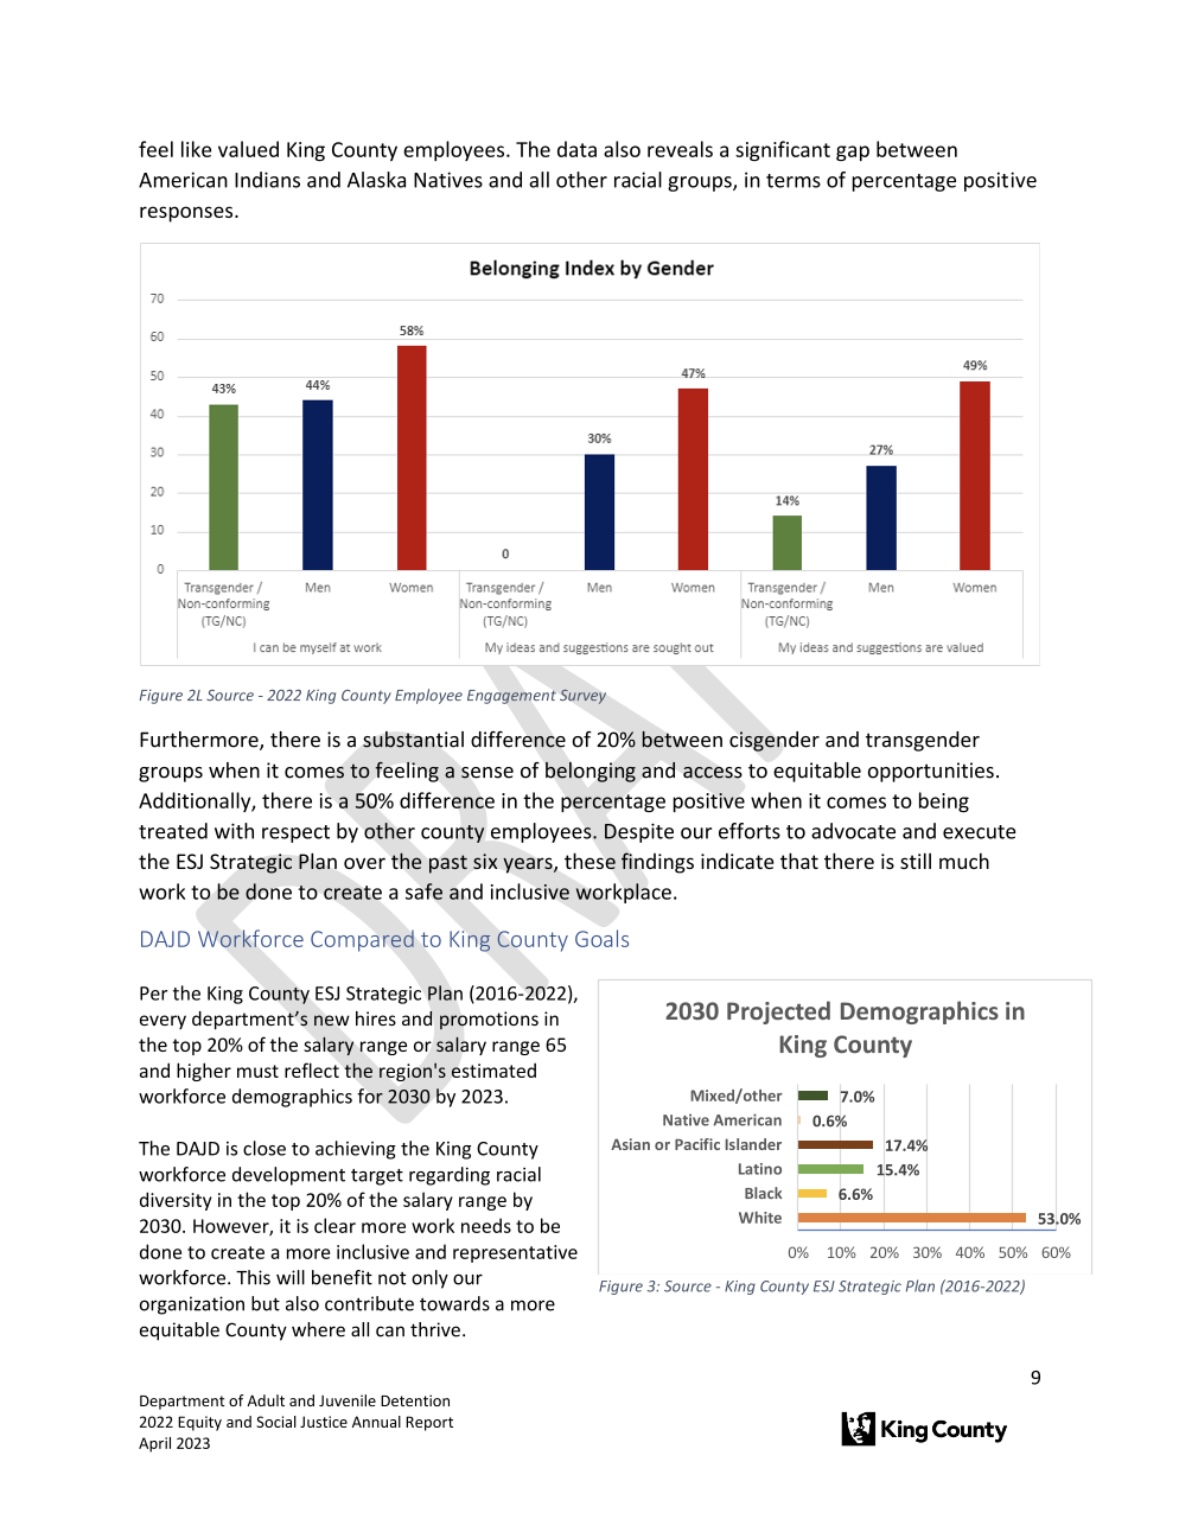 feel like valued King County employees. The data also reveals a significant gap between
American Indians and Alaska Natives and all other racial groups, in terms of percentage positive
responses.
Belonging Index by Gender
70
60
50
40
30
20
10
0
43%
44%
58%
0
30%
47%
14%
27%
49%
Transgender / Non-conforming (TG/NC)
Men
Women
Transgender / Non-conforming (TG/NC)
Men
Women
Transgender / Non-conforming (TG/NC)
Men
Women
I can be myself at work
My ideas and suggestions are sought out
My ideas and suggestions are valued
Figure 2L Source - 2022 King County Employee Engagement Survey
Furthermore, there is a substantial difference of 20% between cisgender and transgender
groups when it comes to feeling a sense of belonging and access to equitable opportunities.
Additionally, there is a 50% difference in the percentage positive when it comes to being
treated with respect by other county employees. Despite our efforts to advocate and execute
the ESJ Strategic Plan over the past six years, these findings indicate that there is still much
work to be done to create a safe and inclusive workplace.
DRAFT
DAJD Workforce Compared to King County Goals
Per the King County ESJ Strategic Plan (2016-2022),
every department’s new hires and promotions in
the top 20% of the salary range or salary range 65
and higher must reflect the region's estimated
workforce demographics for 2030 by 2023.
The DAJD is close to achieving the King County
workforce development target regarding racial
diversity in the top 20% of the salary range by
2030. However, it is clear more work needs to be
done to create a more inclusive and representative
workforce. This will benefit not only our
organization but also contribute towards a more
equitable County where all can thrive.
2030 Projected Demographics in
King County
Mixed/other 7.0%
Native American 0.6%
Asian or Pacific Islander 17.4%
Latino 15.4%
Black 6.6%
White 53.0%
0% 10% 20% 30% 40% 50% 60%
Figure 3: Source - King County ESJ Strategic Plan (2016-2022)
9
Department of Adult and Juvenile Detention
2022 Equity and Social Justice Annual Report
April 2023
King County